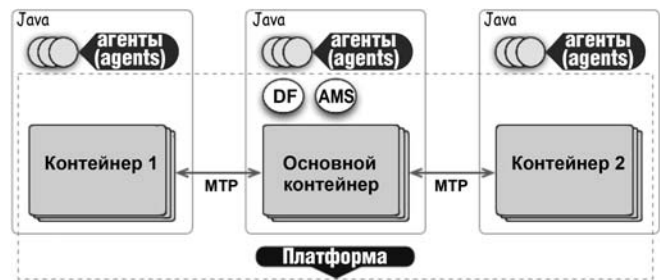 Java
агенты
(agents)
Java
агенты
(agents)
Java
агенты
(agents)
DF
AMS
Контейнер 1
MTP
Основной
контейнер
MTP
Контейнер 2
Платформа